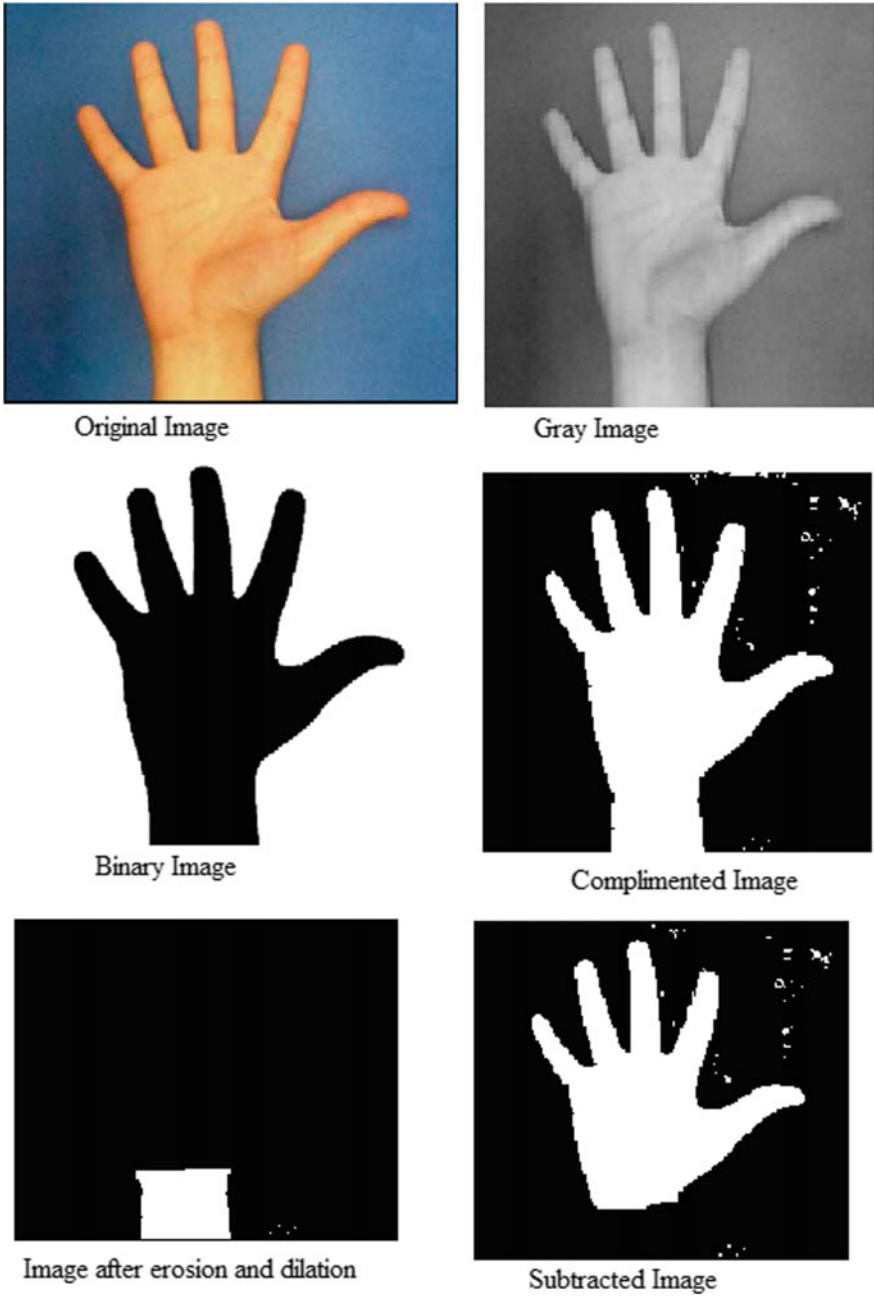 Original Image
Gray Image
Binary Image
Complimented Image
Image after erosion and dilation
Subtracted Image